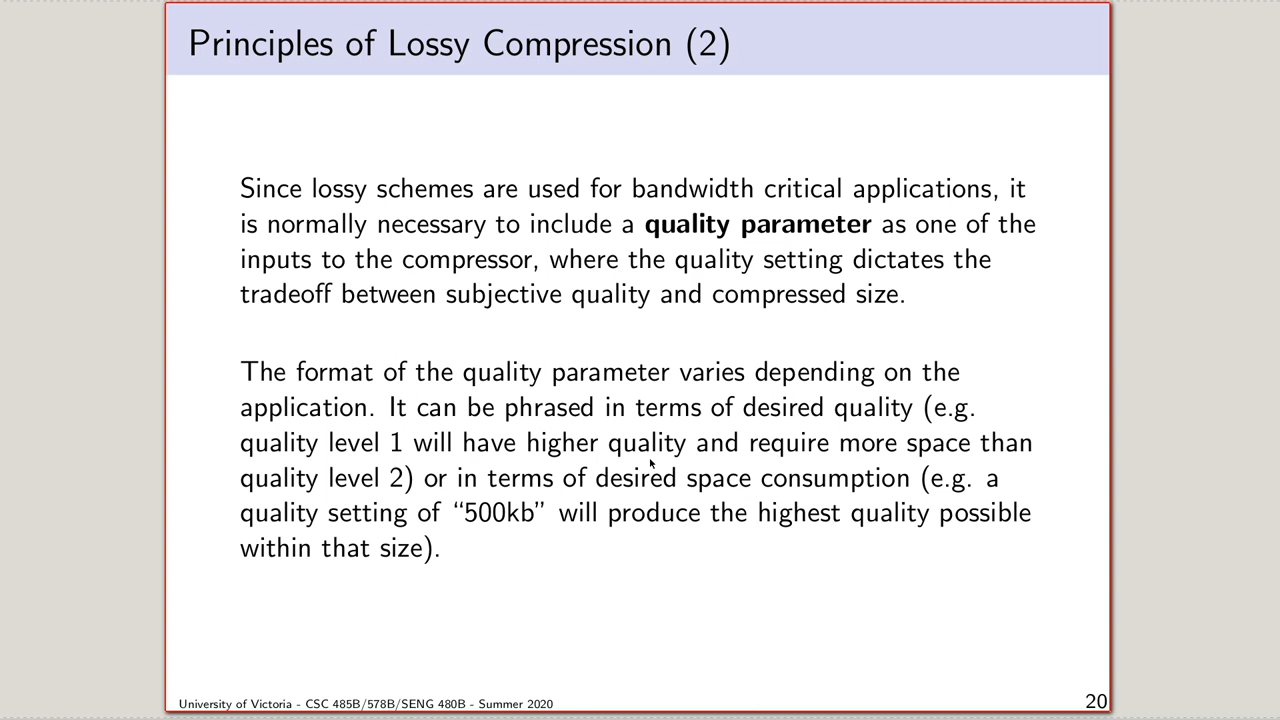 Principles of Lossy Compression (2)
Since lossy schemes are used for bandwidth critical applications, it
is normally necessary to include a quality parameter as one of the
inputs to the compressor, where the quality setting dictates the
tradeoff between subjective quality and compressed size.
The format of the quality parameter varies depending on the
application. It can be phrased in terms of desired quality (e.g.
quality level 1 will have higher quality and require more space than
quality level 2) or in terms of desired space consumption (e.g. a
quality setting of “500kb” will produce the highest quality possible
within that size).
University of Victoria - CSC 485B/578B/SENG 480B - Summer 2020
20